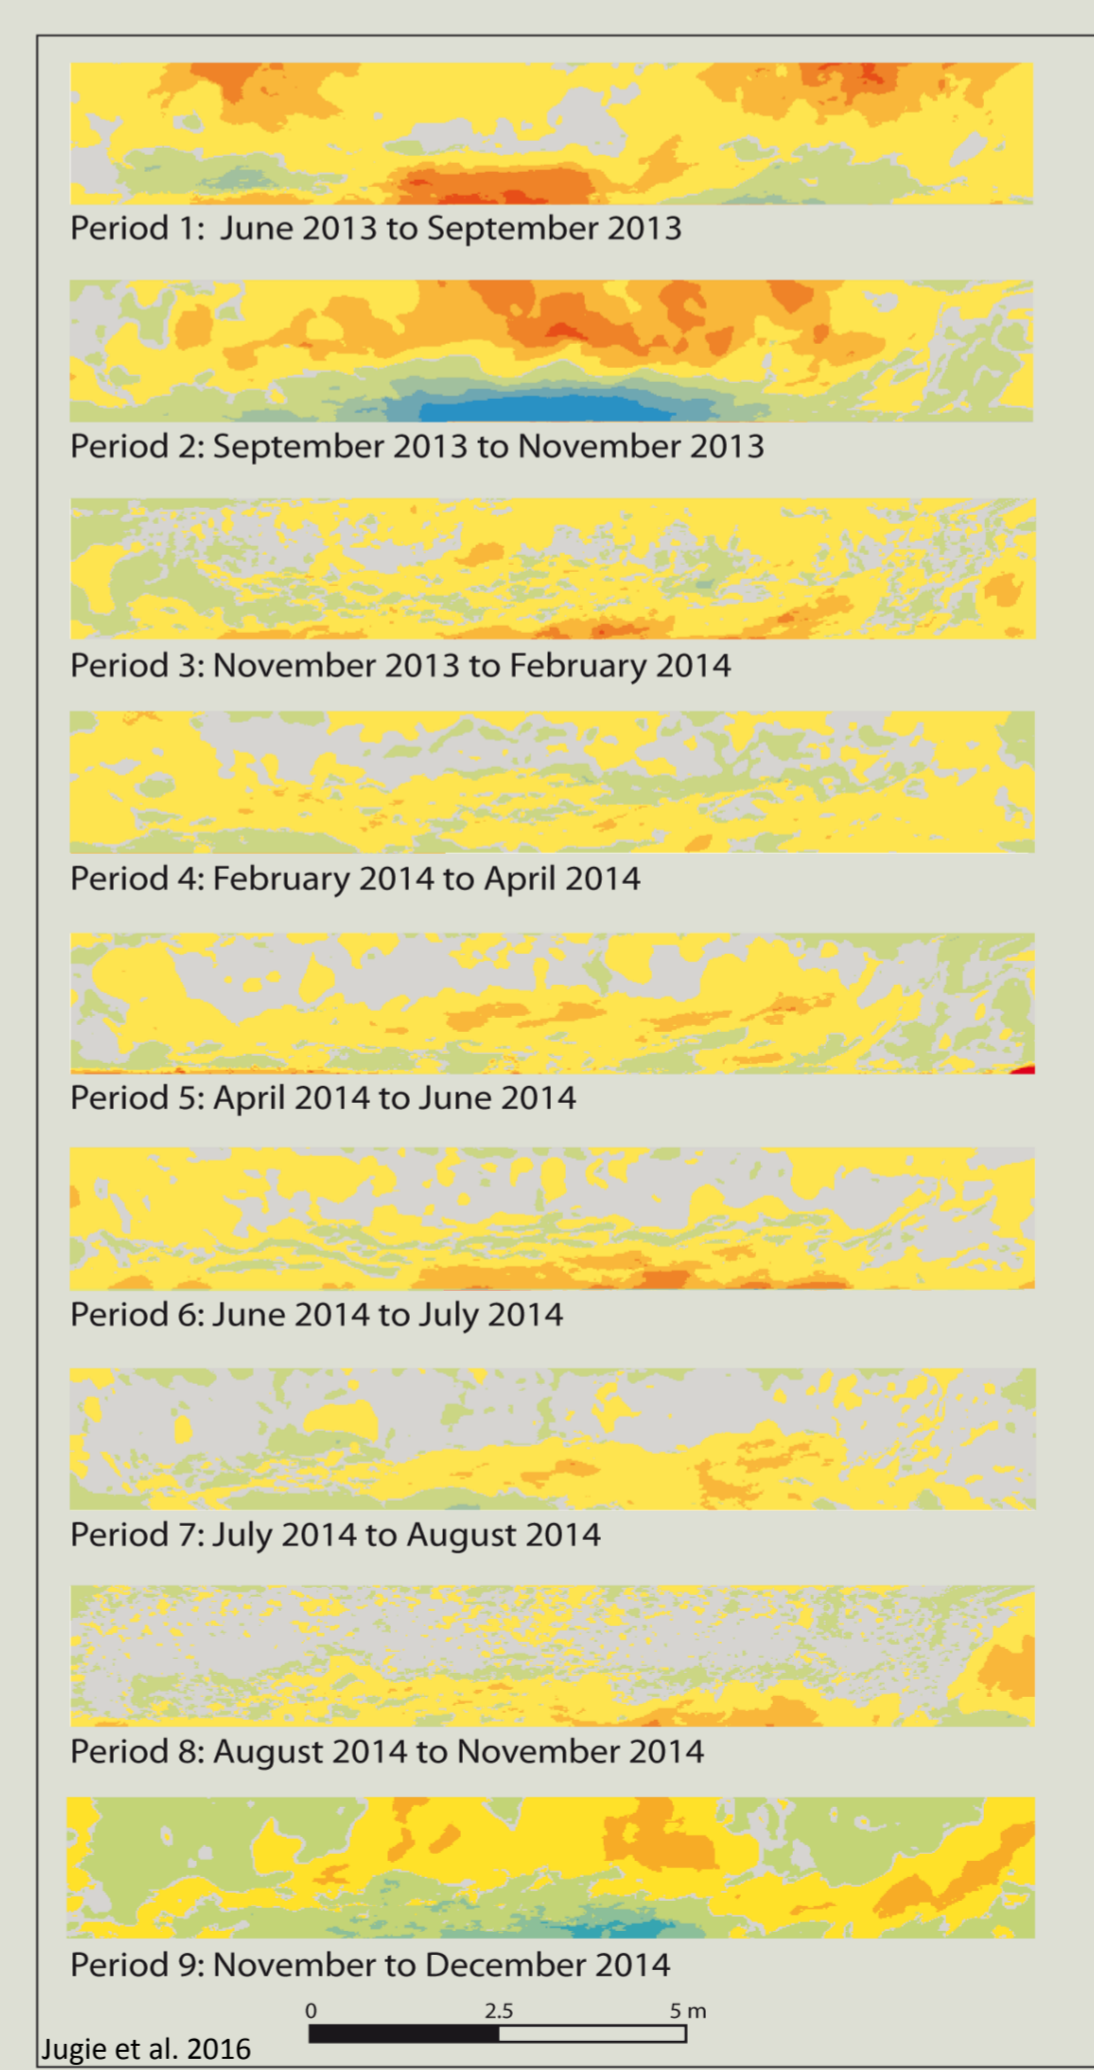 Period 1: June 2013 to September 2013
Period 2: September 2013 to November 2013
Period 3: November 2013 to February 2014
Period 4: February 2014 to April 2014
Period 5: April 2014 to June 2014
Period 6: June 2014 to July 2014
Period 7: July 2014 to August 2014
Period 8: August 2014 to November 2014
Period 9: November to December 2014
0 2.5 5 m
Jugie et al. 2016